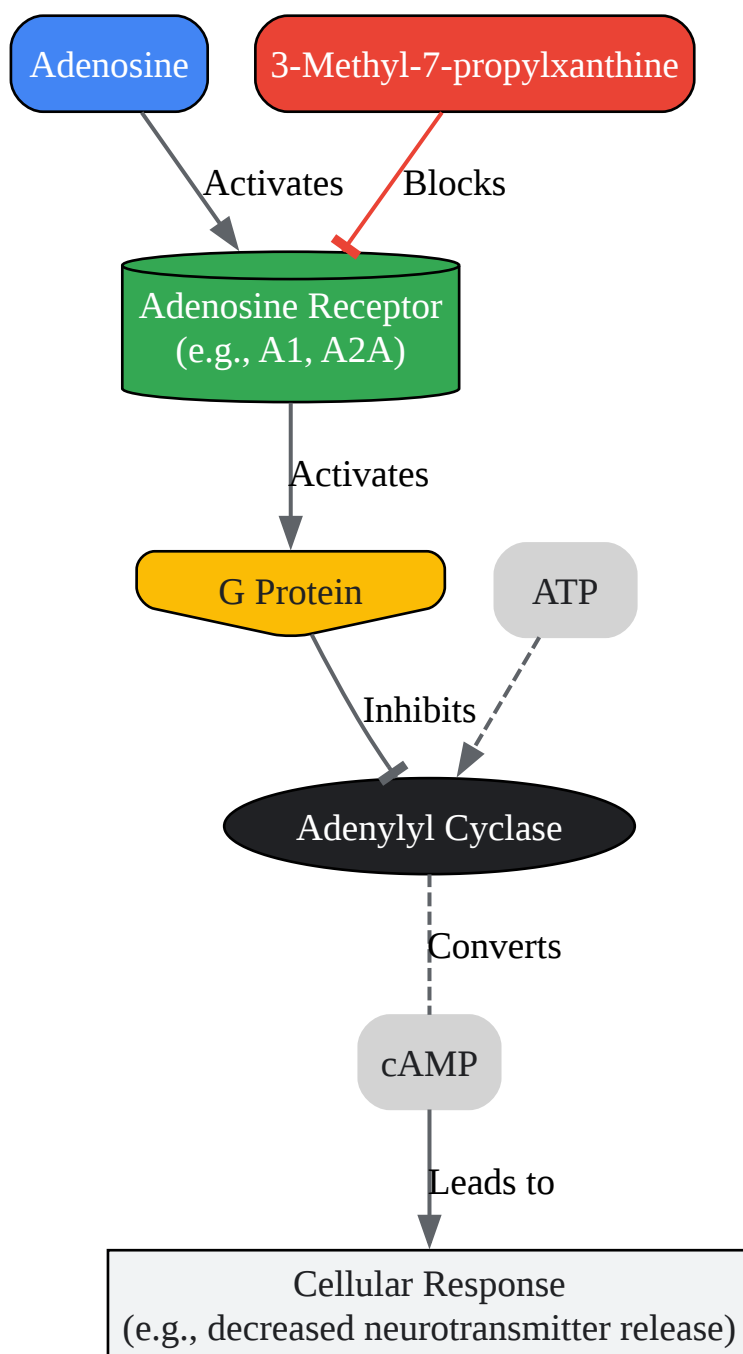 Adenosine
3-Methyl-7-propylxanthine
Activates
Blocks
Adenosine Receptor
(e.g., A1, A2A)
Activates
G Protein
ATP
Inhibits
Adenylyl Cyclase
Converts
cAMP
Leads to
Cellular Response
(e.g., decreased neurotransmitter release)